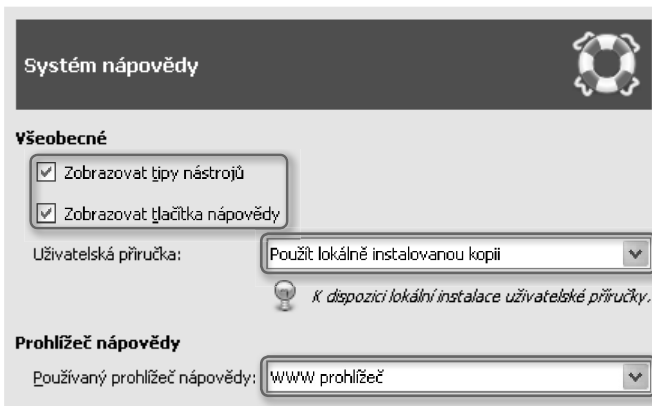 Systém nápovědy
Všeobecné
Zobrazovat tipy nástrojů
Zobrazovat tlačítka nápovědy
Uživatelská příručka: Použít lokálně instalovanou kopii
K dispozici lokální instalace uživatelské příručky.
Prohlížeč nápovědy
Používaný prohlížeč nápovědy: WWW prohlížeč